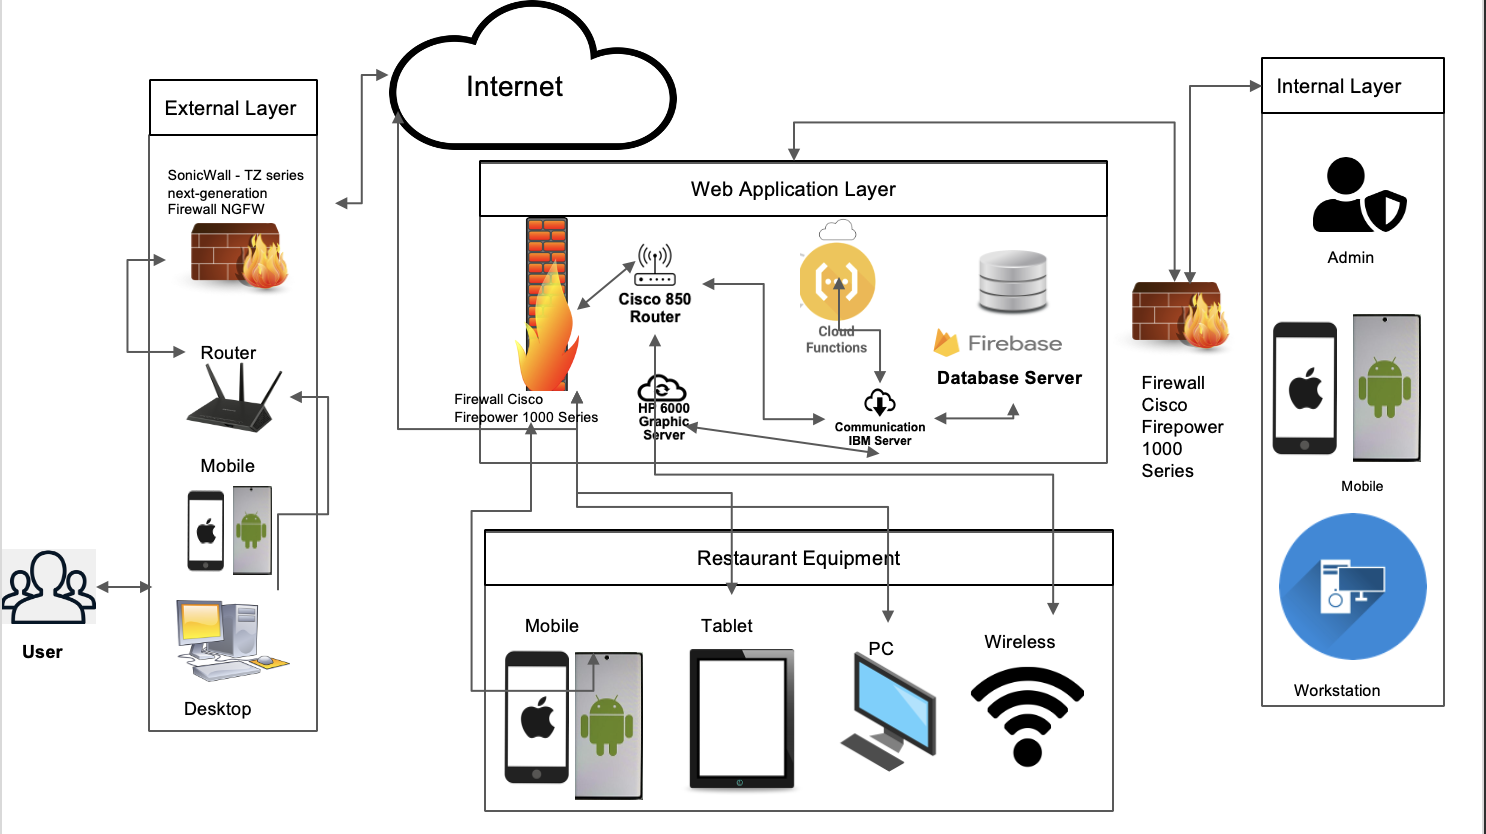 Internet
External Layer
SonicWall - TZ series
next-generation
Firewall NGFW
Router
Mobile
Desktop
User
Web Application Layer
Cisco 850
Router
Firewall Cisco
Firepower 1000 Series
HP 6000
Graphic
Server
Cloud
Functions
Communication
IBM Server
Firebase
Database Server
Restaurant Equipment
Mobile
Tablet
PC
Wireless
Firewall
Cisco
Firepower
1000
Series
Internal Layer
Admin
Mobile
Workstation